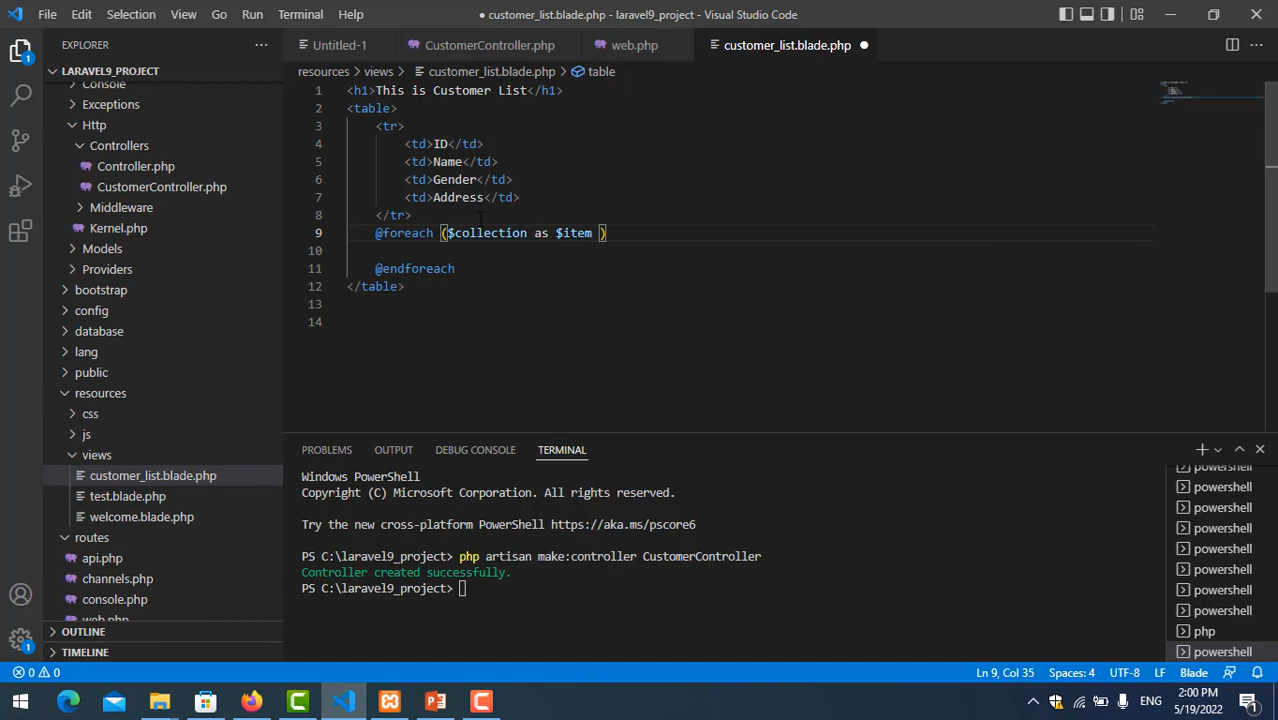 File Edit Selection View Go Run Terminal Help
● customer_list.blade.php - laravel9_project - Visual Studio Code
EXPLORER
LARAVEL9_PROJECT
Console
Exceptions
Http
Controllers
Controller.php
CustomerController.php
Middleware
Kernel.php
Models
Providers
bootstrap
config
database
lang
public
resources
css
js
views
customer_list.blade.php
test.blade.php
welcome.blade.php
routes
api.php
channels.php
console.php
web.php
OUTLINE
TIMELINE
Untitled-1 CustomerController.php web.php customer_list.blade.php
resources > views > customer_list.blade.php > table
1 <h1>This is Customer List</h1>
2 <table>
3 <tr>
4 <td>ID</td>
5 <td>Name</td>
6 <td>Gender</td>
7 <td>Address</td>
8 </tr>
9 @foreach ($collection as $item )
10
11 @endforeach
12 </table>
13
14
PROBLEMS OUTPUT DEBUG CONSOLE TERMINAL
Windows PowerShell
Copyright (C) Microsoft Corporation. All rights reserved.
Try the new cross-platform PowerShell https://aka.ms/pscore6
PS C:\laravel9_project> php artisan make:controller CustomerController
Controller created successfully.
PS C:\laravel9_project>
powershell
powershell
powershell
powershell
powershell
powershell
powershell
powershell
php
powershell
0 0 Ln 9, Col 35 Spaces: 4 UTF-8 LF Blade
ENG
2:00 PM
5/19/2022